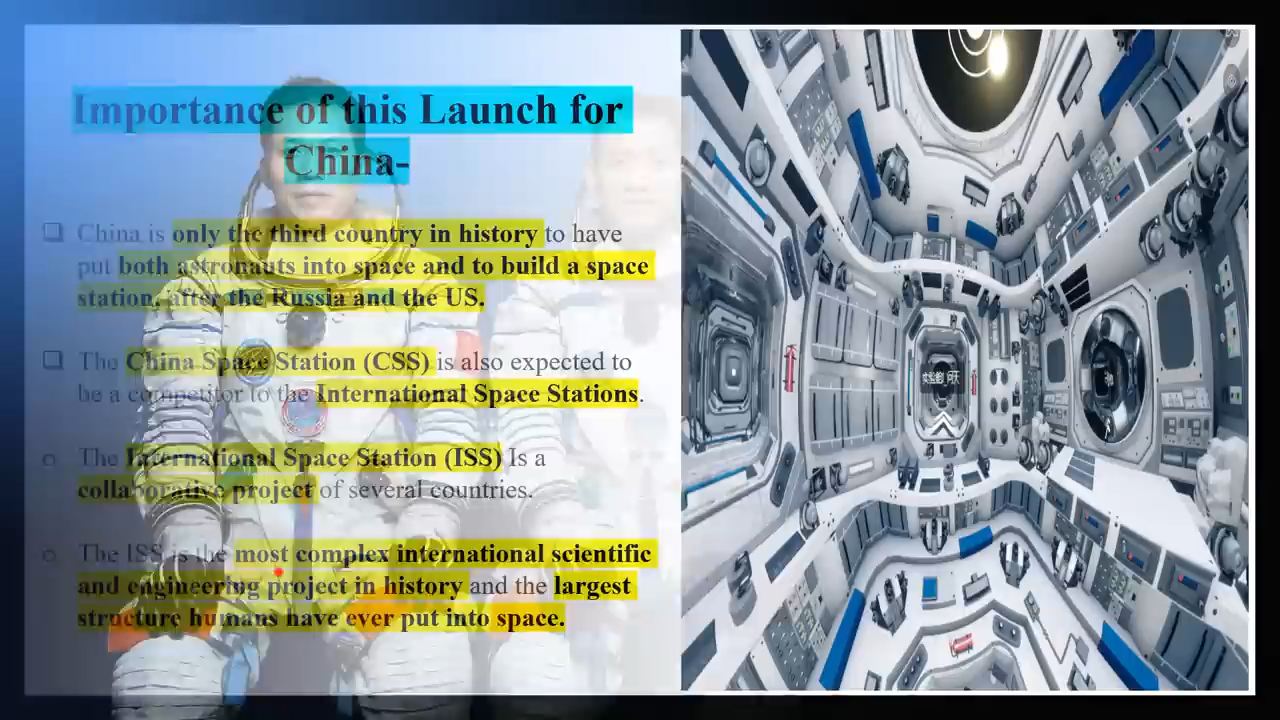 Importance of this Launch for
China-
China is only the third country in history to have
put both astronauts into space and to build a space
station, after the Russia and the US.
The China Space Station (CSS) is also expected to
be a competitor to the International Space Stations.
The International Space Station (ISS) Is a
collaborative project of several countries.
The ISS is the most complex international scientific
and engineering project in history and the largest
structure humans have ever put into space.